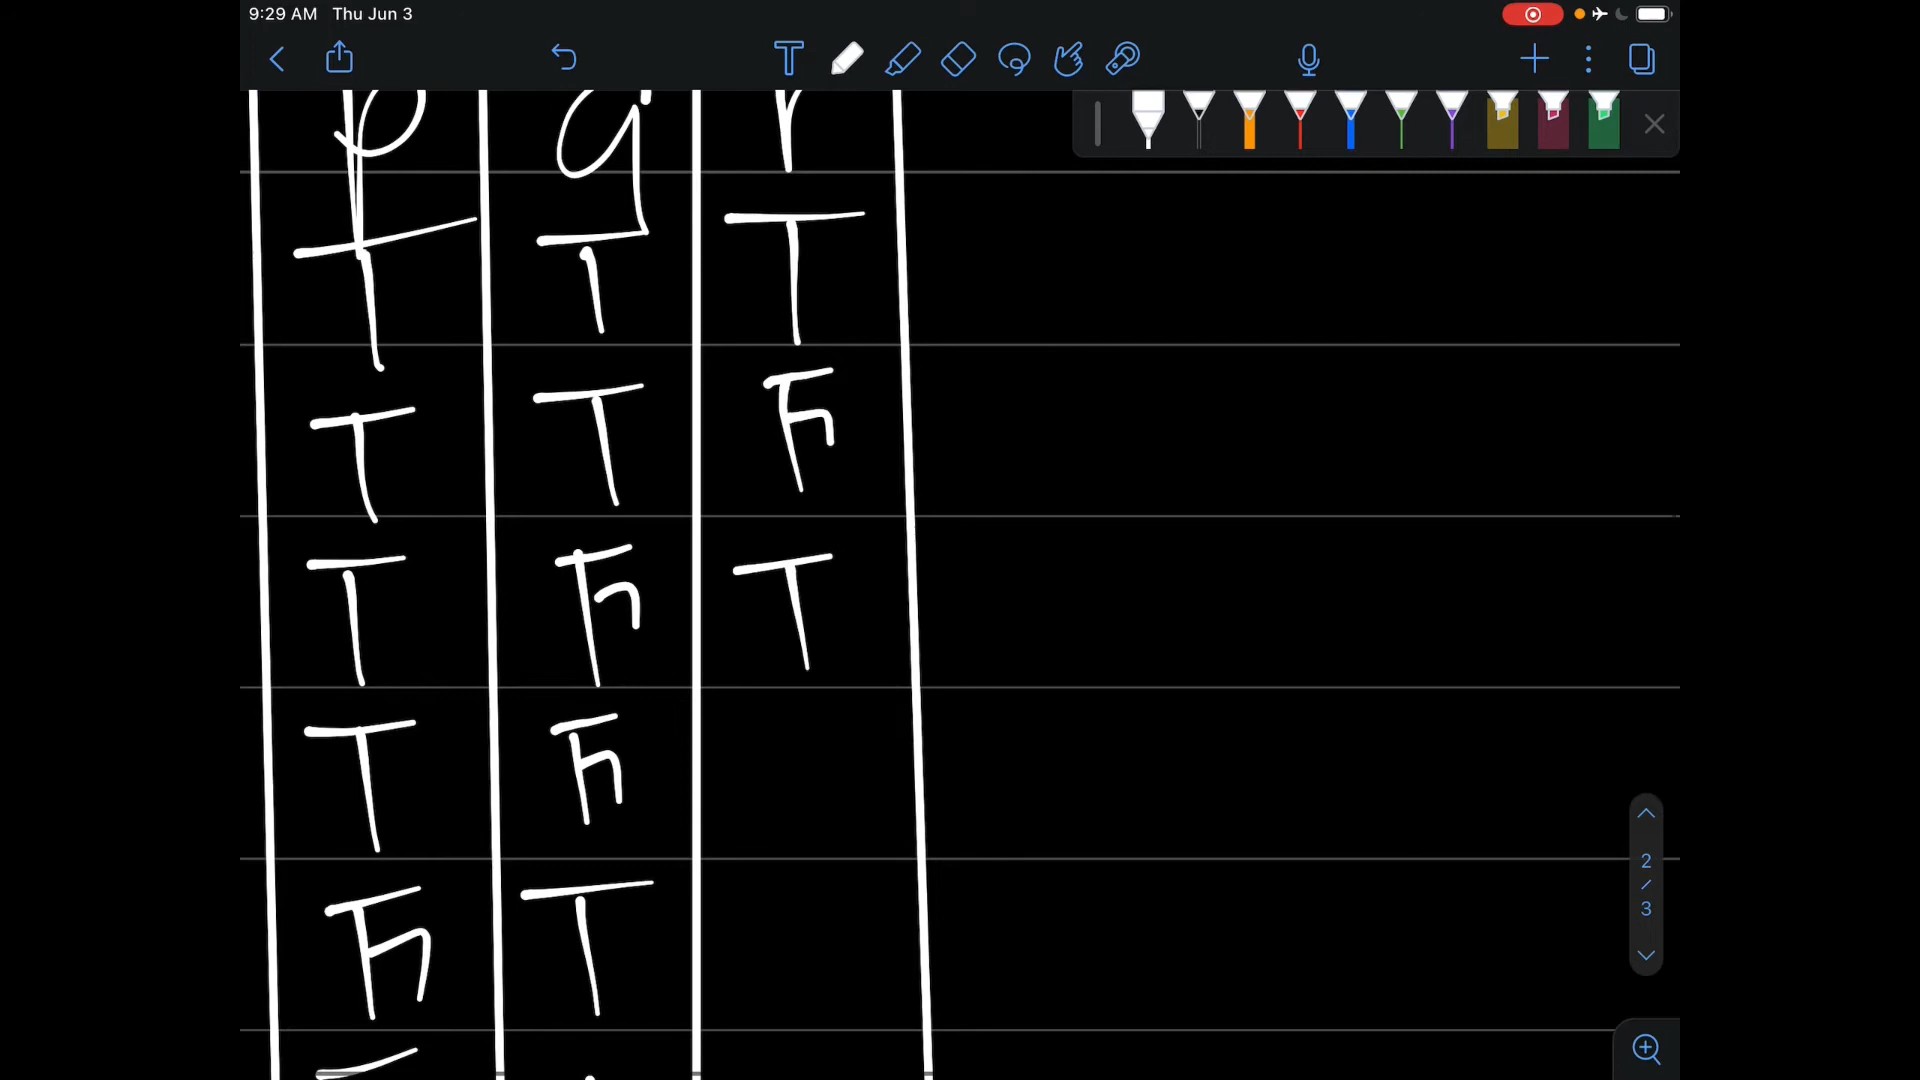 9:29 AM Thu Jun 3
p q r
T T T
T T F
T F T
T F
F T
2
/
3